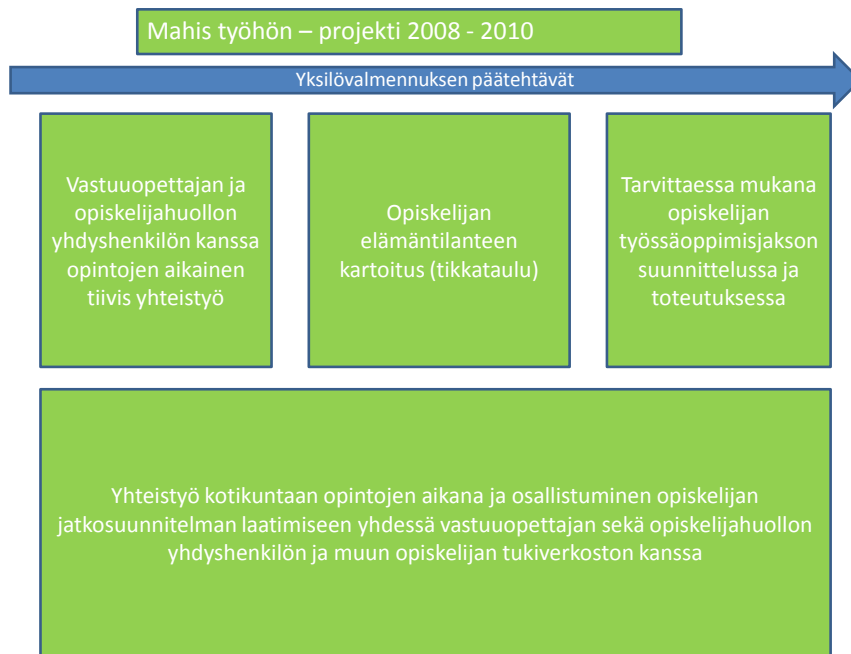 Mahis työhön – projekti 2008 - 2010
Yksilövalmennuksen päätehtävät
Vastuuopettajan ja
opiskelijahuollon
yhdyshenkilön kanssa
opintojen aikainen
tiivis yhteistyö
Opiskelijan
elämäntilanteen
kartoitus (tikkataulu)
Tarvittaessa mukana
opiskelijan
työssäoppimisjakson
suunnittelussa ja
toteutuksessa
Yhteistyö kotikuntaan opintojen aikana ja osallistuminen opiskelijan
jatkosuunnitelman laatimiseen yhdessä vastuuopettajan sekä opiskelijahuollon
yhdyshenkilön ja muun opiskelijan tukiverkoston kanssa